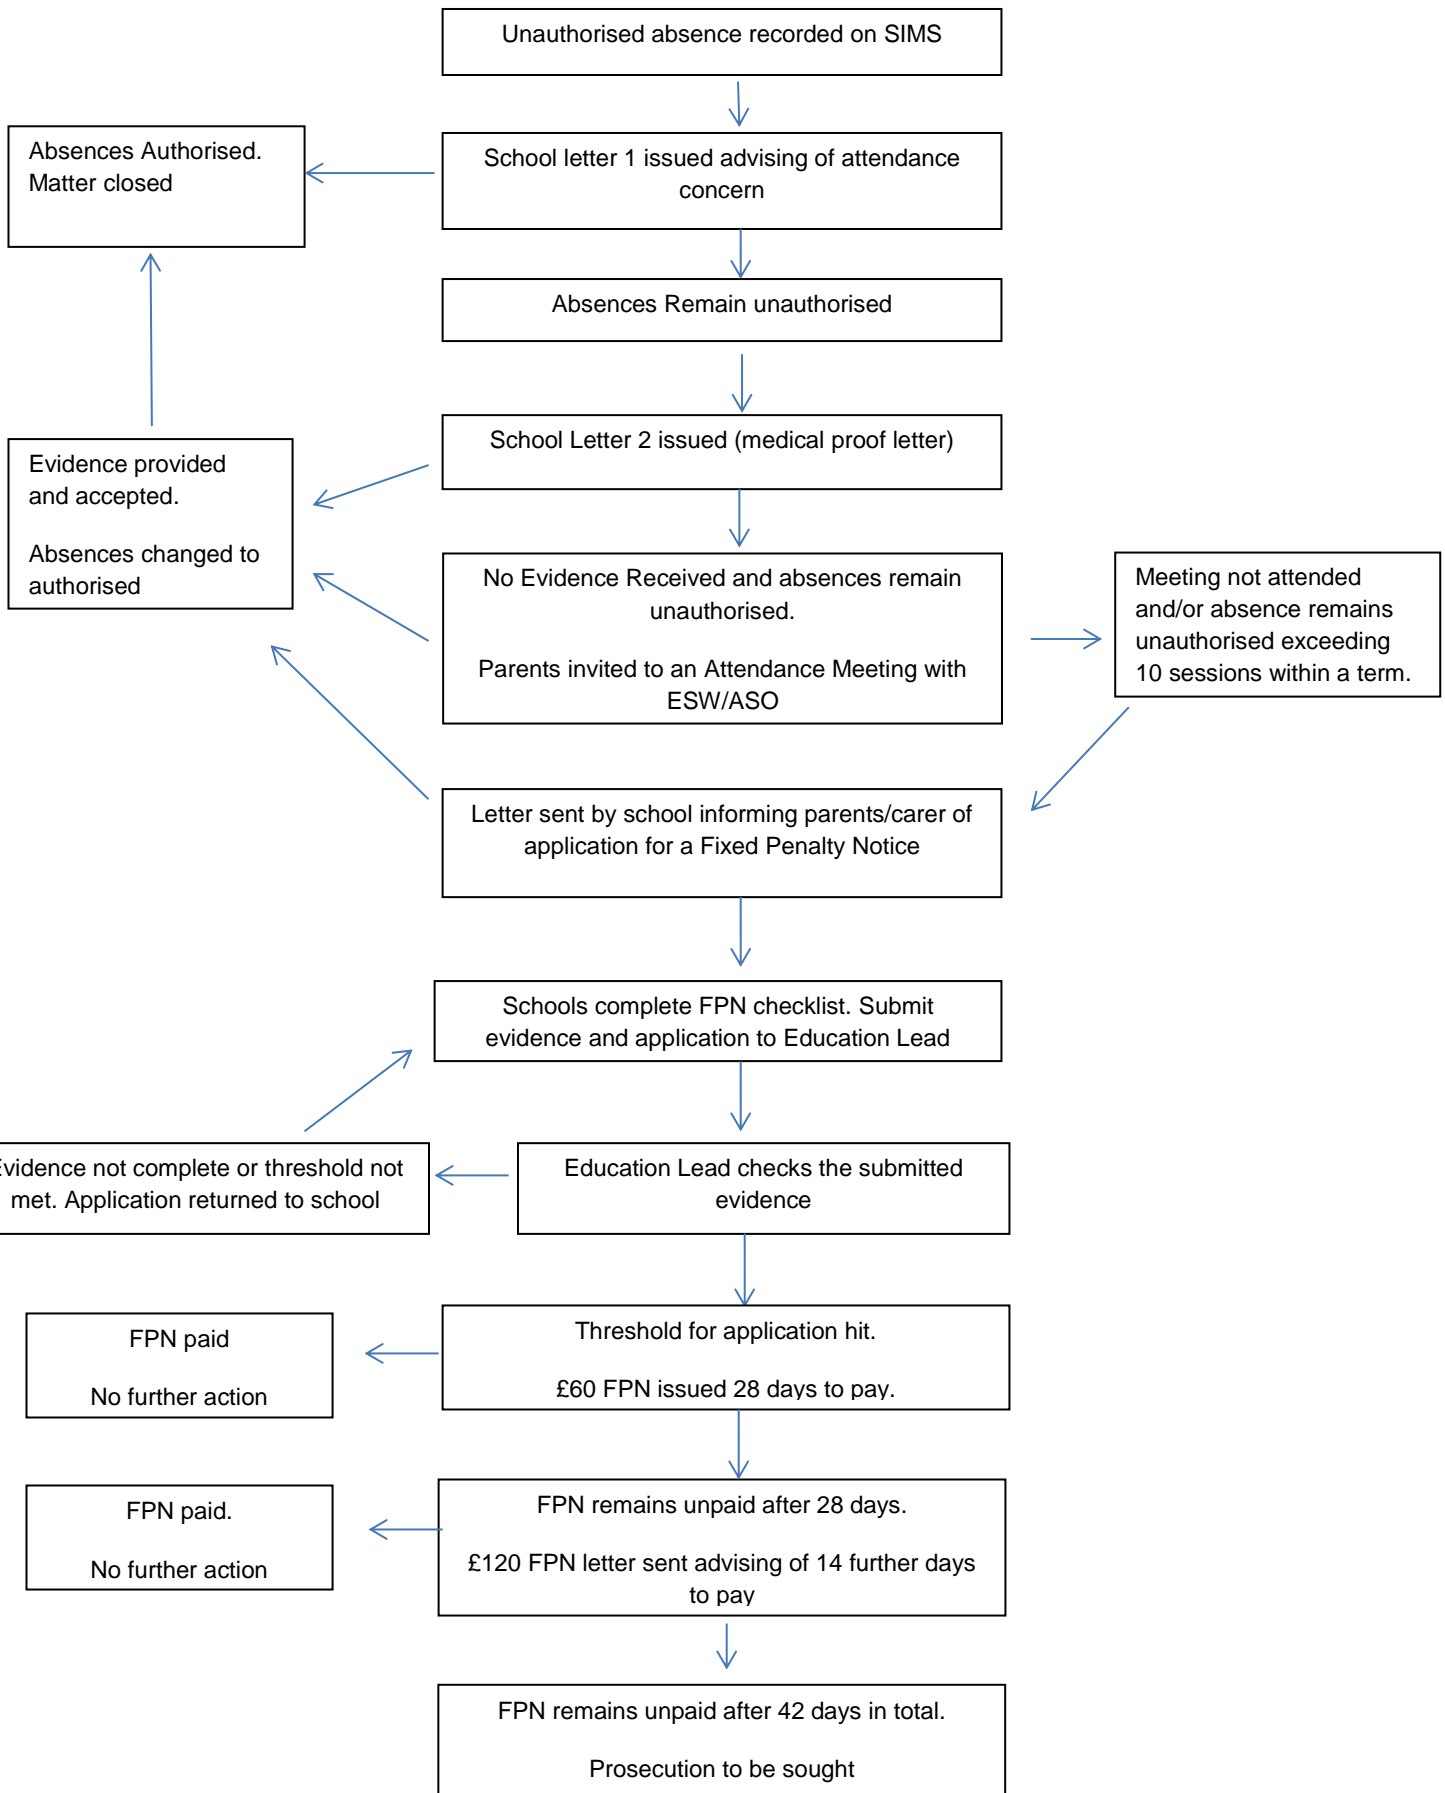 Unauthorised absence recorded on SIMS
Absences Authorised.
Matter closed
School letter 1 issued advising of attendance
concern
Absences Remain unauthorised
School Letter 2 issued (medical proof letter)
Evidence provided
and accepted.
Absences changed to
authorised
No Evidence Received and absences remain
unauthorised.
Parents invited to an Attendance Meeting with
ESW/ASO
Meeting not attended
and/or absence remains
unauthorised exceeding
10 sessions within a term.
Letter sent by school informing parents/carer of
application for a Fixed Penalty Notice
Schools complete FPN checklist. Submit
evidence and application to Education Lead
Evidence not complete or threshold not
met. Application returned to school
Education Lead checks the submitted
evidence
FPN paid
No further action
Threshold for application hit.
£60 FPN issued 28 days to pay.
FPN paid.
No further action
FPN remains unpaid after 28 days.
£120 FPN letter sent advising of 14 further days
to pay
FPN remains unpaid after 42 days in total.
Prosecution to be sought